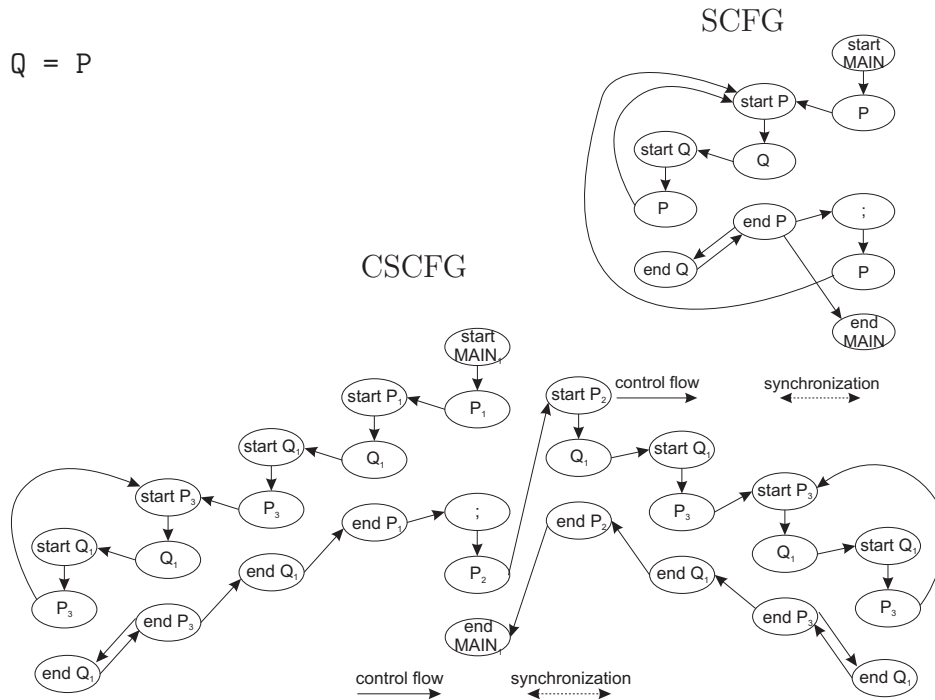 SCFG
Q = P
start
MAIN
start P
P
start Q
Q
P
end P
;
end Q
P
end
MAIN
CSCFG
start
MAIN₁
start P₁
P₁
start P₂
control flow
synchronization
start Q₁
Q₁
Q₁
start Q₁
start P₃
P₃
end P₁
;
end P₂
P₃
start P₃
start Q₁
Q₁
end Q₁
P₂
end Q₁
Q₁
start Q₁
P₃
end P₃
end
MAIN₁
end P₃
P₃
end Q₁
control flow
synchronization
end Q₁